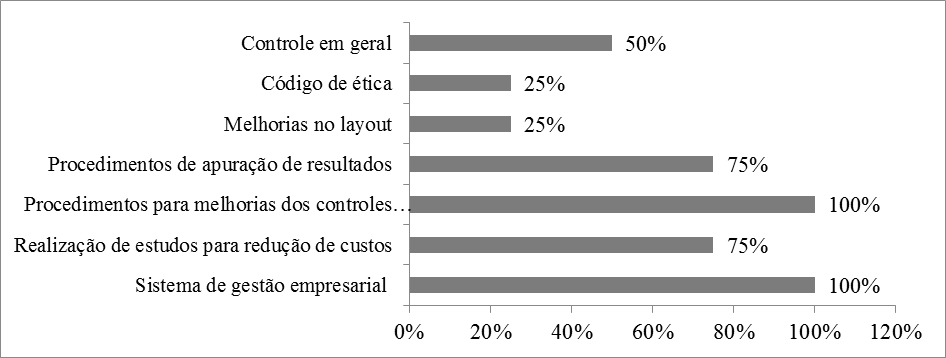 Controle em geral 50%
Código de ética 25%
Melhorias no layout 25%
Procedimentos de apuração de resultados 75%
Procedimentos para melhorias dos controles… 100%
Realização de estudos para redução de custos 75%
Sistema de gestão empresarial 100%
0% 20% 40% 60% 80% 100% 120%